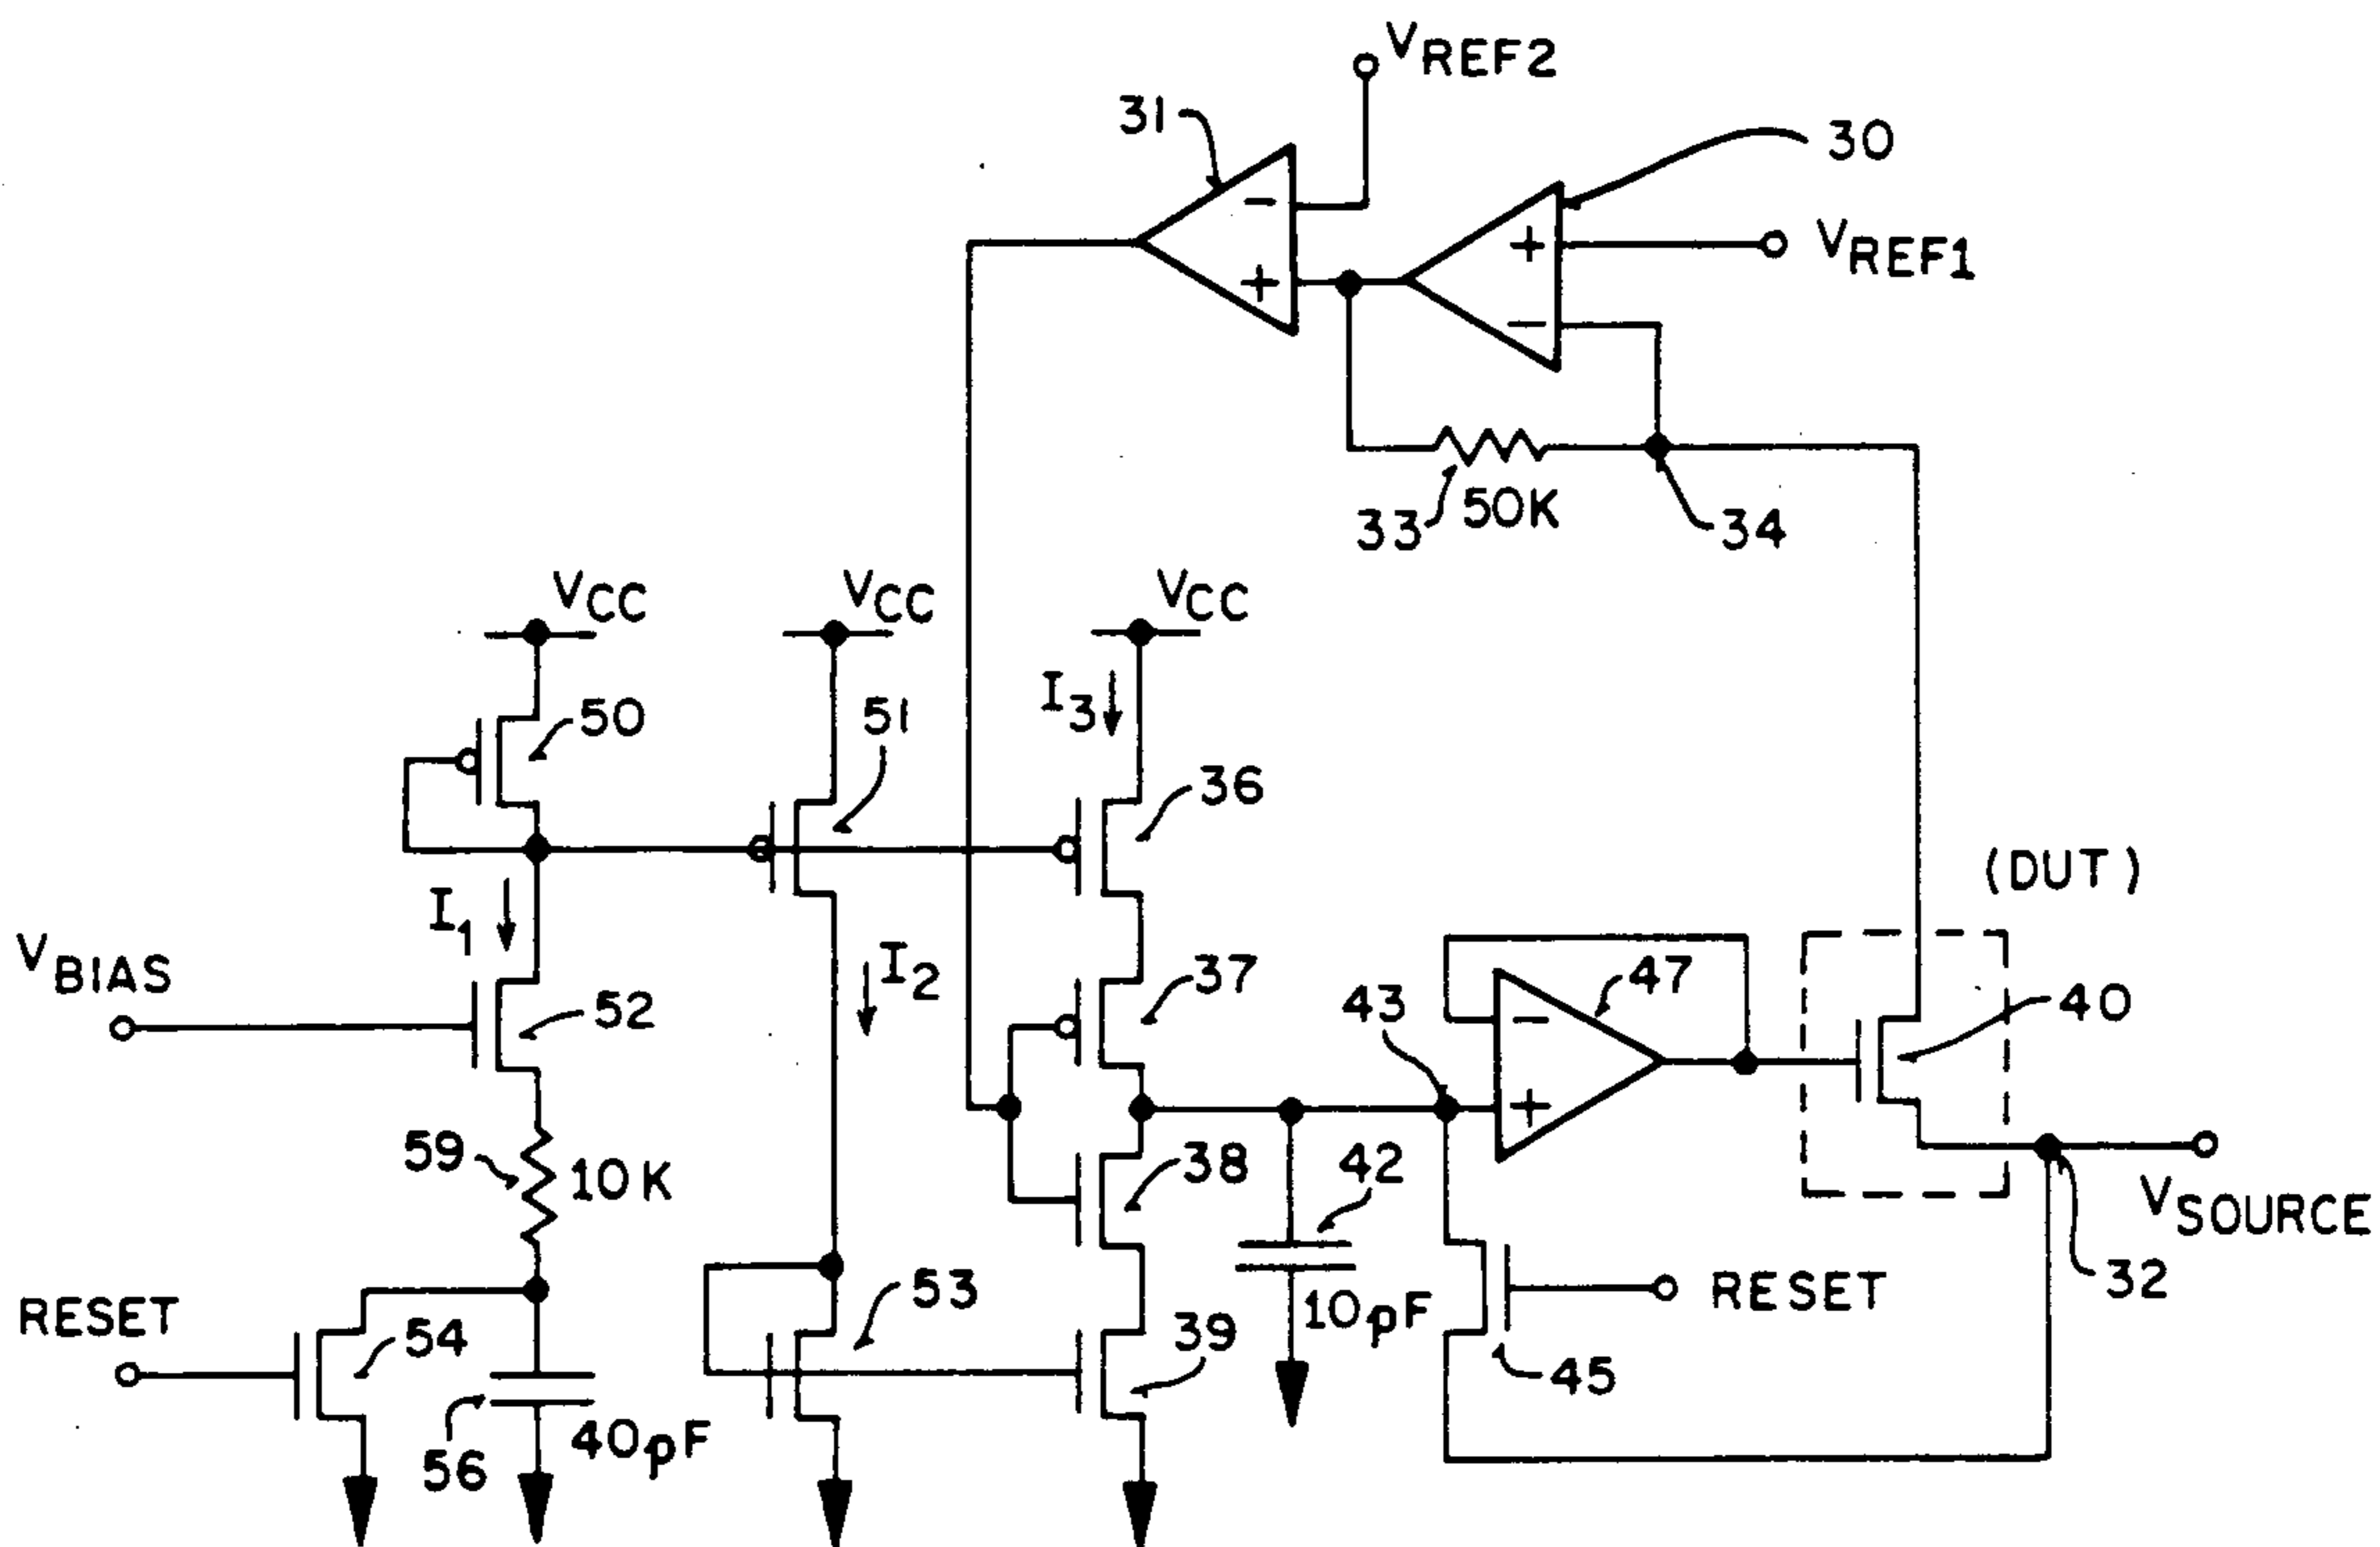 VREF2
31
30
VREF1
33
50K
34
VCC
VCC
VCC
50
51
I3
36
(DUT)
I1
VBIAS
I2
52
37
43
47
40
59
10K
38
42
VSOURCE
RESET
54
53
39
10pF
RESET
32
45
56
40pF